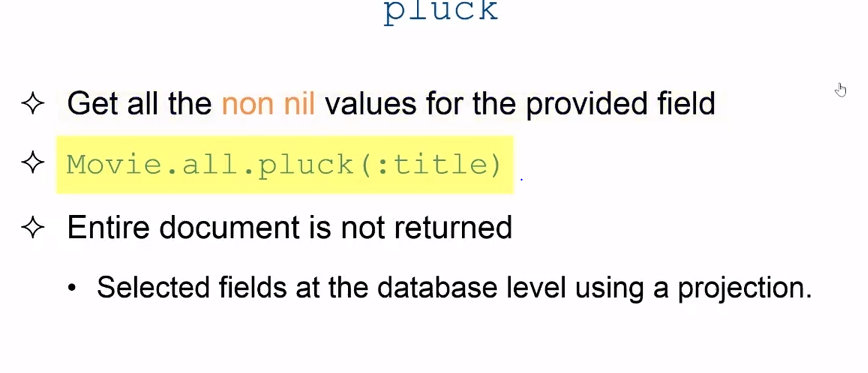 pluck
Get all the non nil values for the provided field
Movie.all.pluck(:title)
Entire document is not returned
• Selected fields at the database level using a projection.